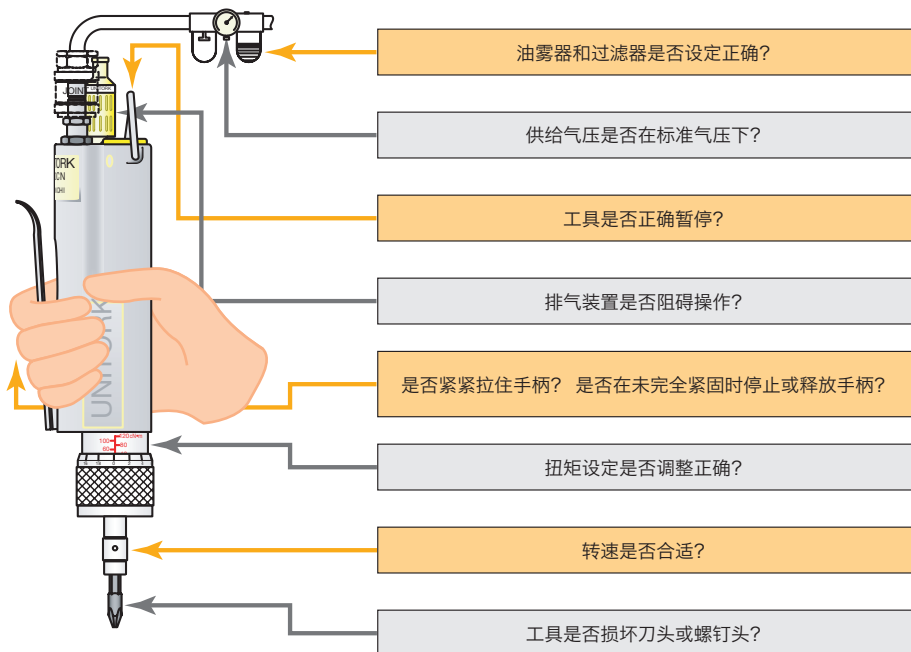 油雾器和过滤器是否设定正确？
供给气压是否在标准气压下？
工具是否正确暂停？
排气装置是否阻碍操作？
是否紧紧拉住手柄？ 是否在未完全紧固时停止或释放手柄？
扭矩设定是否调整正确？
转速是否合适？
工具是否损坏刀头或螺钉头？
JOIN
UNITORK
TORK
CN
UNITORK
120cN•m
100
80
60